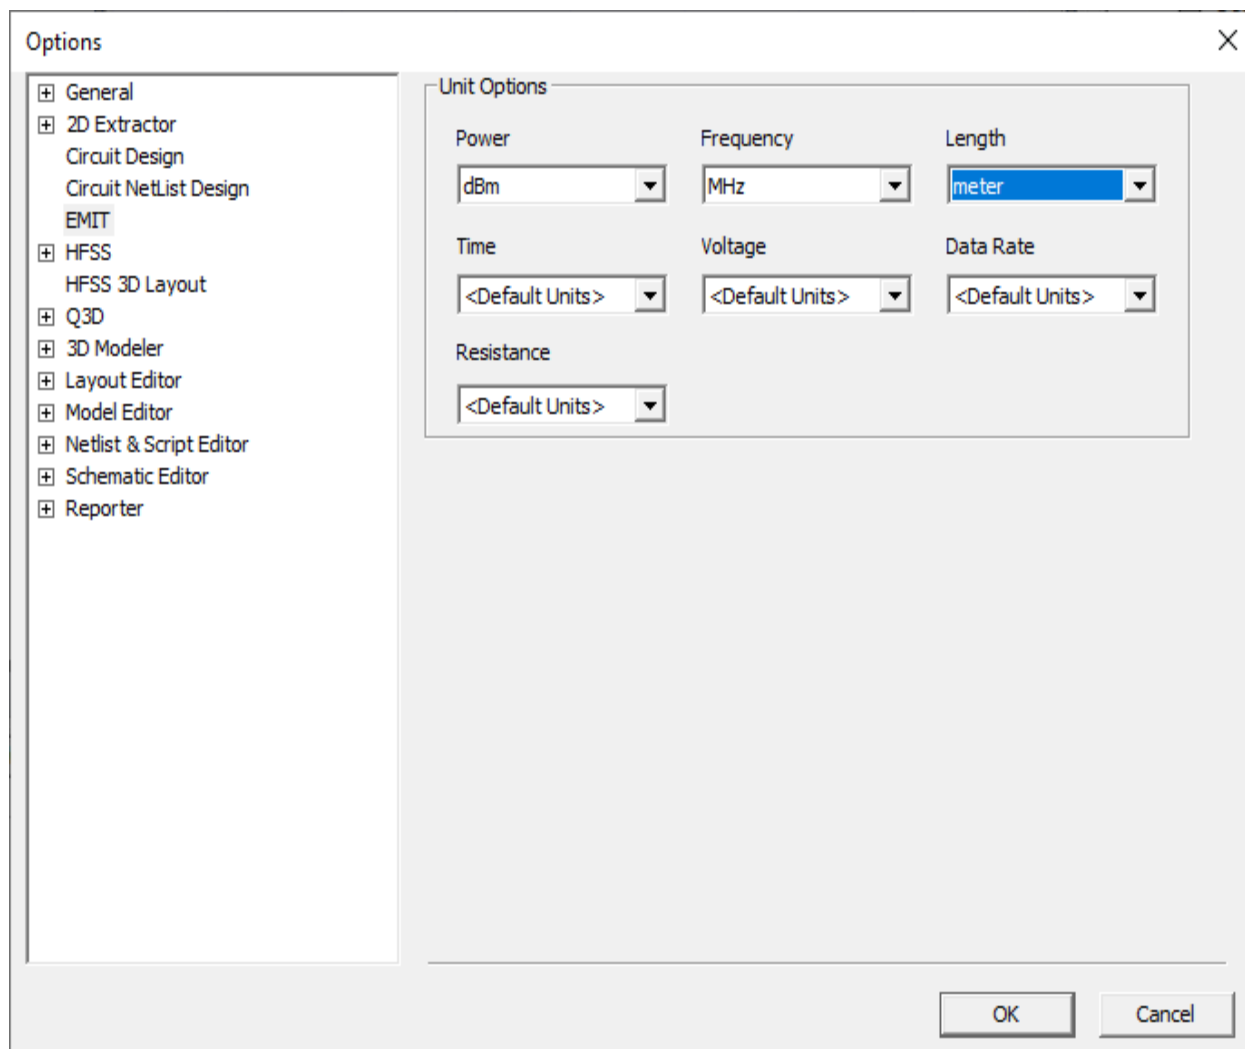 Options
General
2D Extractor
Circuit Design
Circuit NetList Design
EMIT
HFSS
HFSS 3D Layout
Q3D
3D Modeler
Layout Editor
Model Editor
Netlist & Script Editor
Schematic Editor
Reporter
Unit Options
Power Frequency Length
dBm MHz meter
Time Voltage Data Rate
<Default Units> <Default Units> <Default Units>
Resistance
<Default Units>
OK Cancel